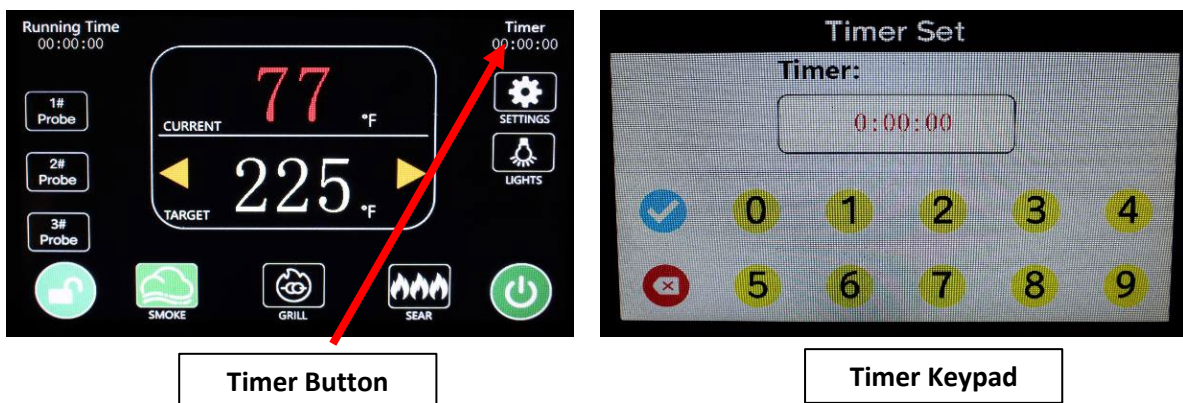 Running Time
00:00:00
Timer
00:00:00
1#
Probe
2#
Probe
3#
Probe
77 °F
CURRENT
225 °F
TARGET
SETTINGS
LIGHTS
SMOKE
GRILL
SEAR
Timer Button
Timer Set
Timer:
0:00:00
0 1 2 3 4
5 6 7 8 9
Timer Keypad